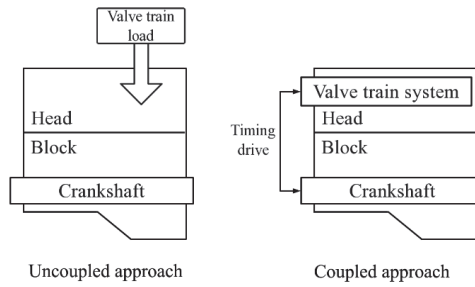 Valve train
load
Head
Block
Crankshaft
Uncoupled approach
Valve train system
Head
Timing
drive
Block
Crankshaft
Coupled approach